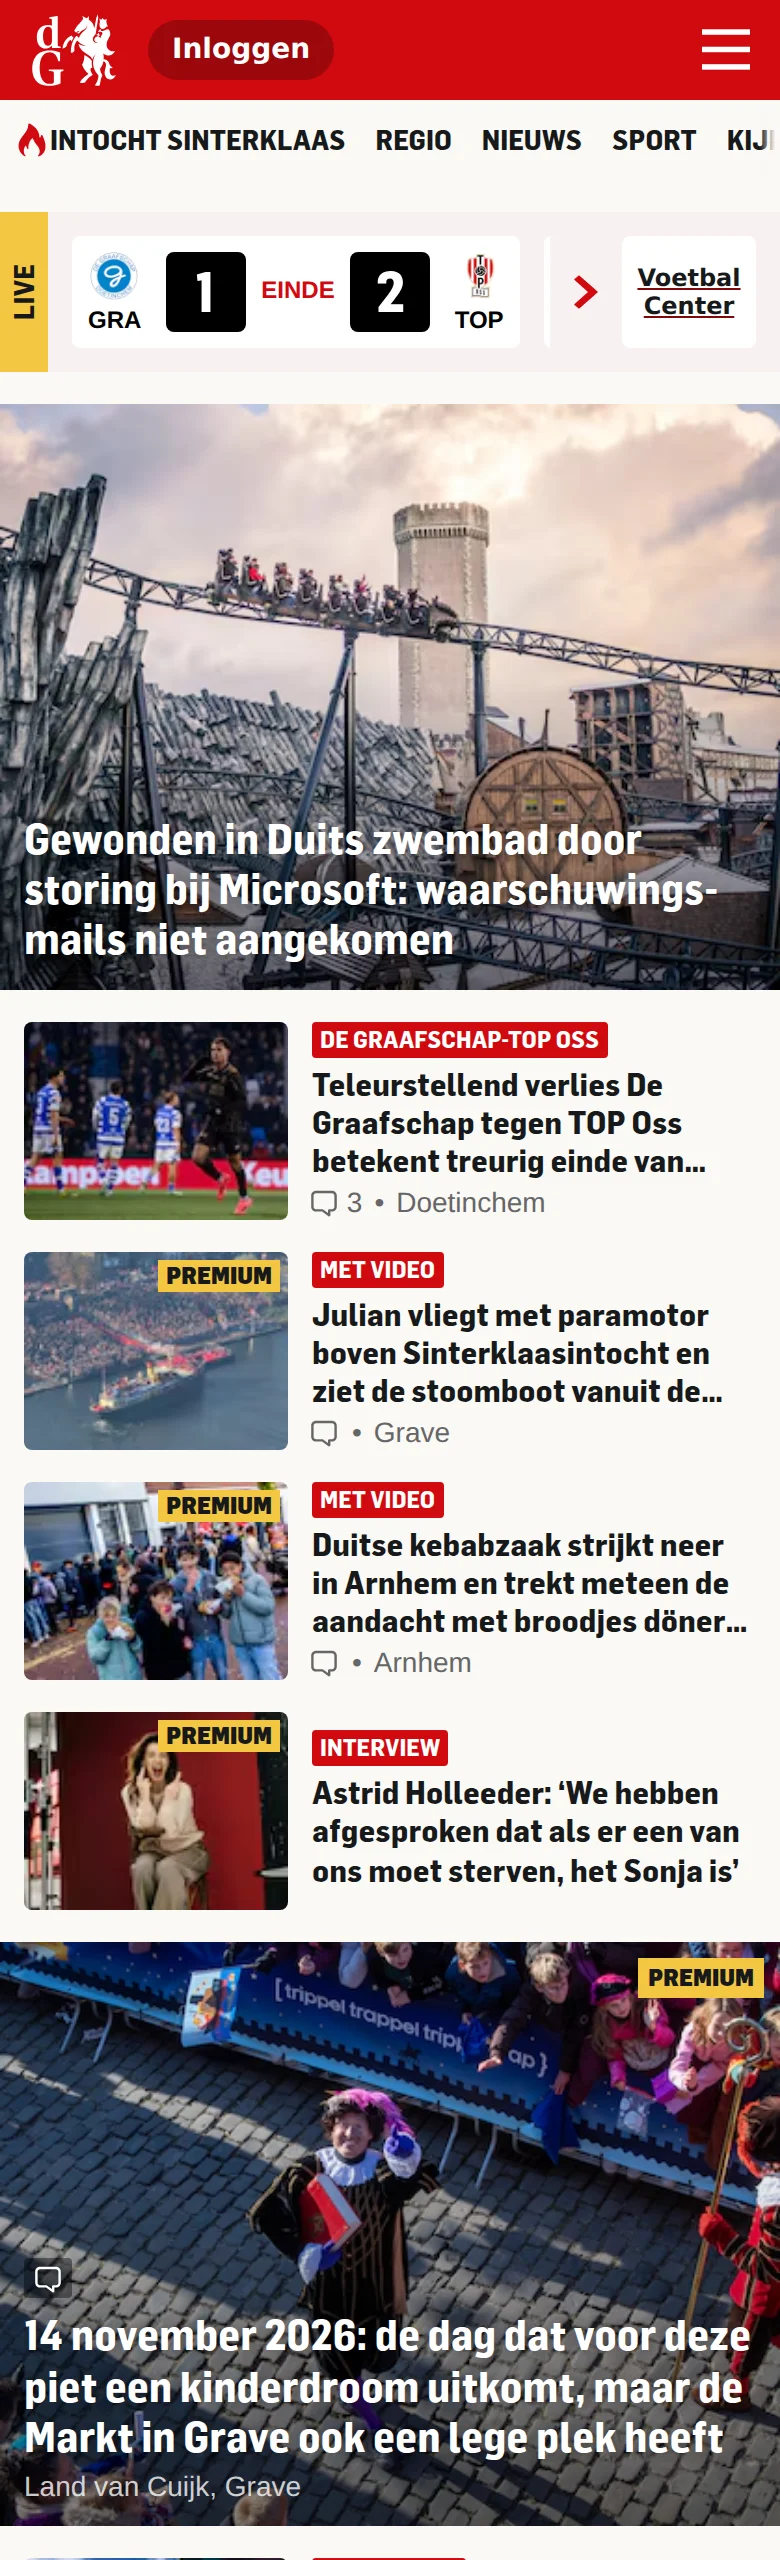 dG
Inloggen
INTOCHT SINTERKLAAS REGIO NIEUWS SPORT
LIVE
GRA 1 EINDE 2 TOP
Voetbal
Center
Gewonden in Duits zwembad door
storing bij Microsoft: waarschuwings-
mails niet aangekomen
DE GRAAFSCHAP-TOP OSS
Teleurstellend verlies De
Graafschap tegen TOP Oss
betekent treurig einde van...
3 • Doetinchem
PREMIUM
MET VIDEO
Julian vliegt met paramotor
boven Sinterklaasintocht en
ziet de stoomboot vanuit de...
• Grave
PREMIUM
MET VIDEO
Duitse kebabzaak strijkt neer
in Arnhem en trekt meteen de
aandacht met broodjes döner...
• Arnhem
PREMIUM
INTERVIEW
Astrid Holleeder: ‘We hebben
afgesproken dat als er een van
ons moet sterven, het Sonja is’
PREMIUM
[ trippel trappel
14 november 2026: de dag dat voor deze
piet een kinderdroom uitkomt, maar de
Markt in Grave ook een lege plek heeft
Land van Cuijk, Grave